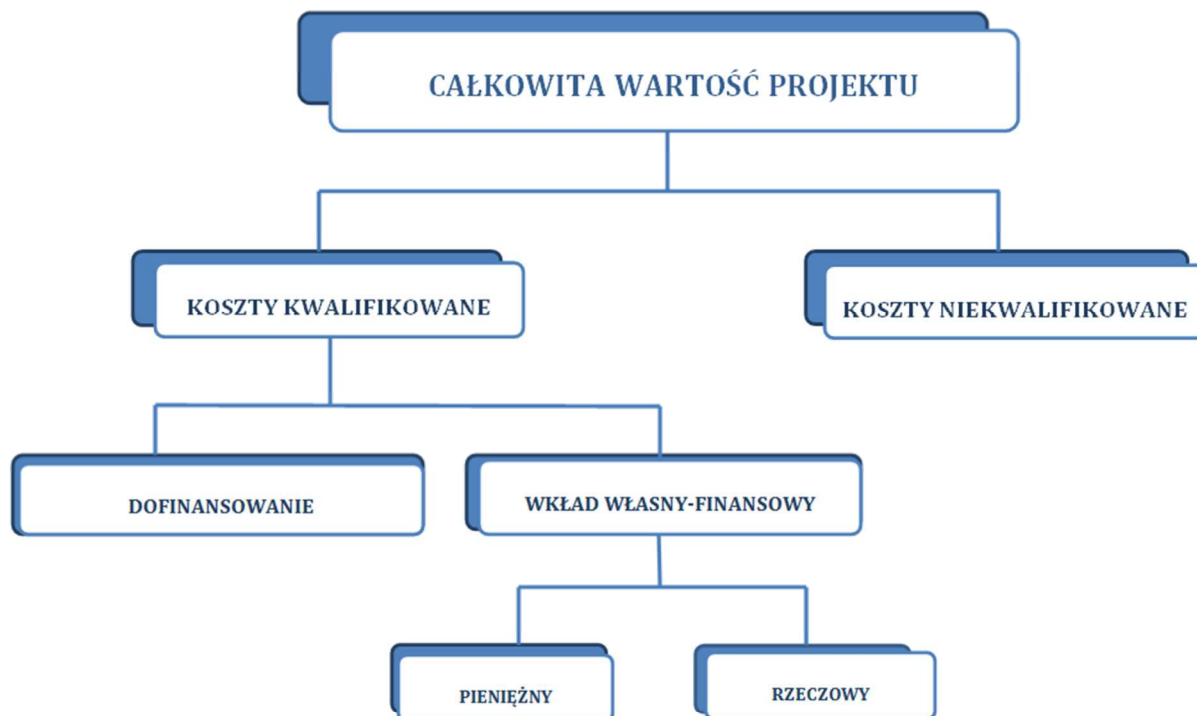 CAŁKOWITA WARTOŚĆ PROJEKTU
KOSZTY KWALIFIKOWANE
KOSZTY NIEKWALIFIKOWANE
DOFINANSOWANIE
WKŁAD WŁASNY-FINANSOWY
PIENIĘŻNY
RZECZOWY